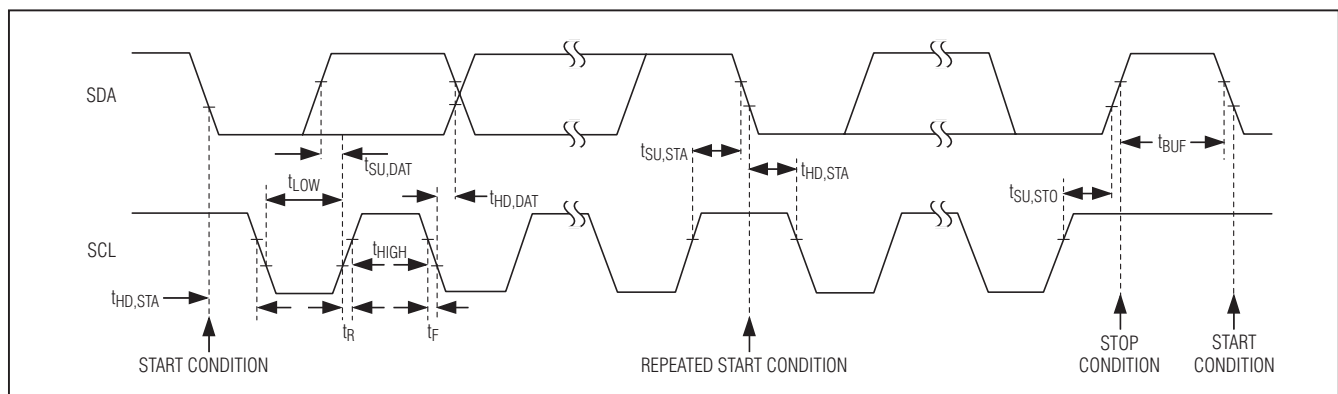 SDA
tSU,DAT
tLOW
tHD,DAT
tSU,STA
tHD,STA
tBUF
tSU,STO
SCL
tHIGH
tHD,STA
tR
tF
START CONDITION
REPEATED START CONDITION
STOP
CONDITION
START
CONDITION